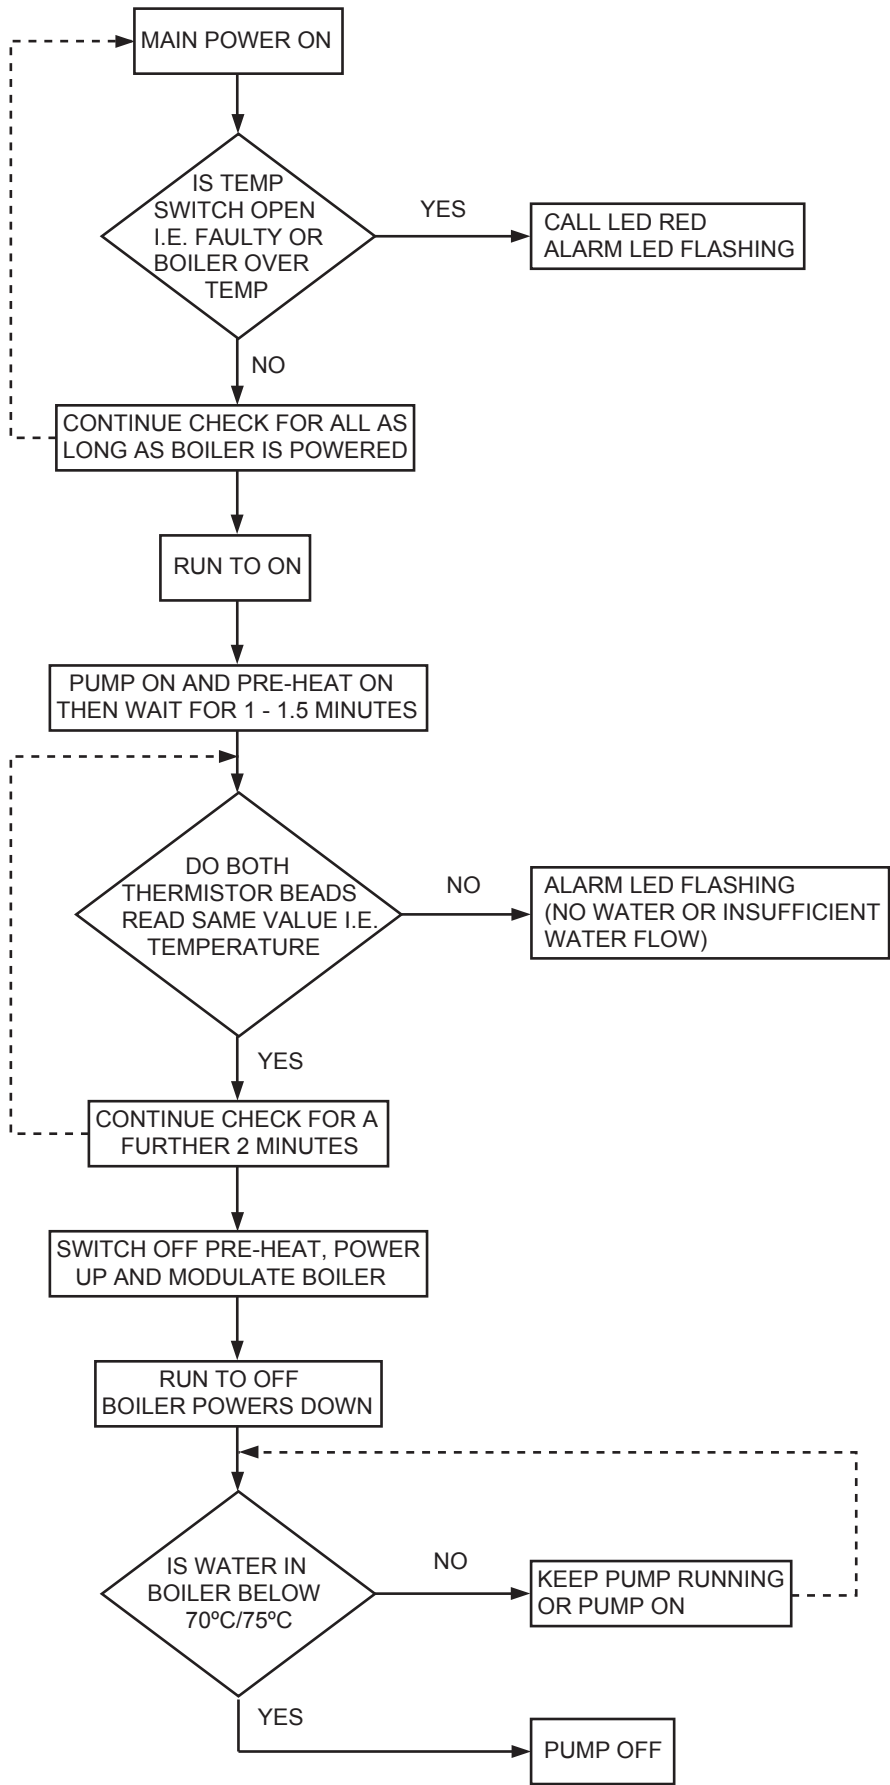 MAIN POWER ON
IS TEMP
SWITCH OPEN
I.E. FAULTY OR
BOILER OVER
TEMP
YES
CALL LED RED
ALARM LED FLASHING
NO
CONTINUE CHECK FOR ALL AS
LONG AS BOILER IS POWERED
RUN TO ON
PUMP ON AND PRE-HEAT ON
THEN WAIT FOR 1 - 1.5 MINUTES
DO BOTH
THERMISTOR BEADS
READ SAME VALUE I.E.
TEMPERATURE
NO
ALARM LED FLASHING
(NO WATER OR INSUFFICIENT
WATER FLOW)
YES
CONTINUE CHECK FOR A
FURTHER 2 MINUTES
SWITCH OFF PRE-HEAT, POWER
UP AND MODULATE BOILER
RUN TO OFF
BOILER POWERS DOWN
IS WATER IN
BOILER BELOW
70ºC/75ºC
NO
KEEP PUMP RUNNING
OR PUMP ON
YES
PUMP OFF